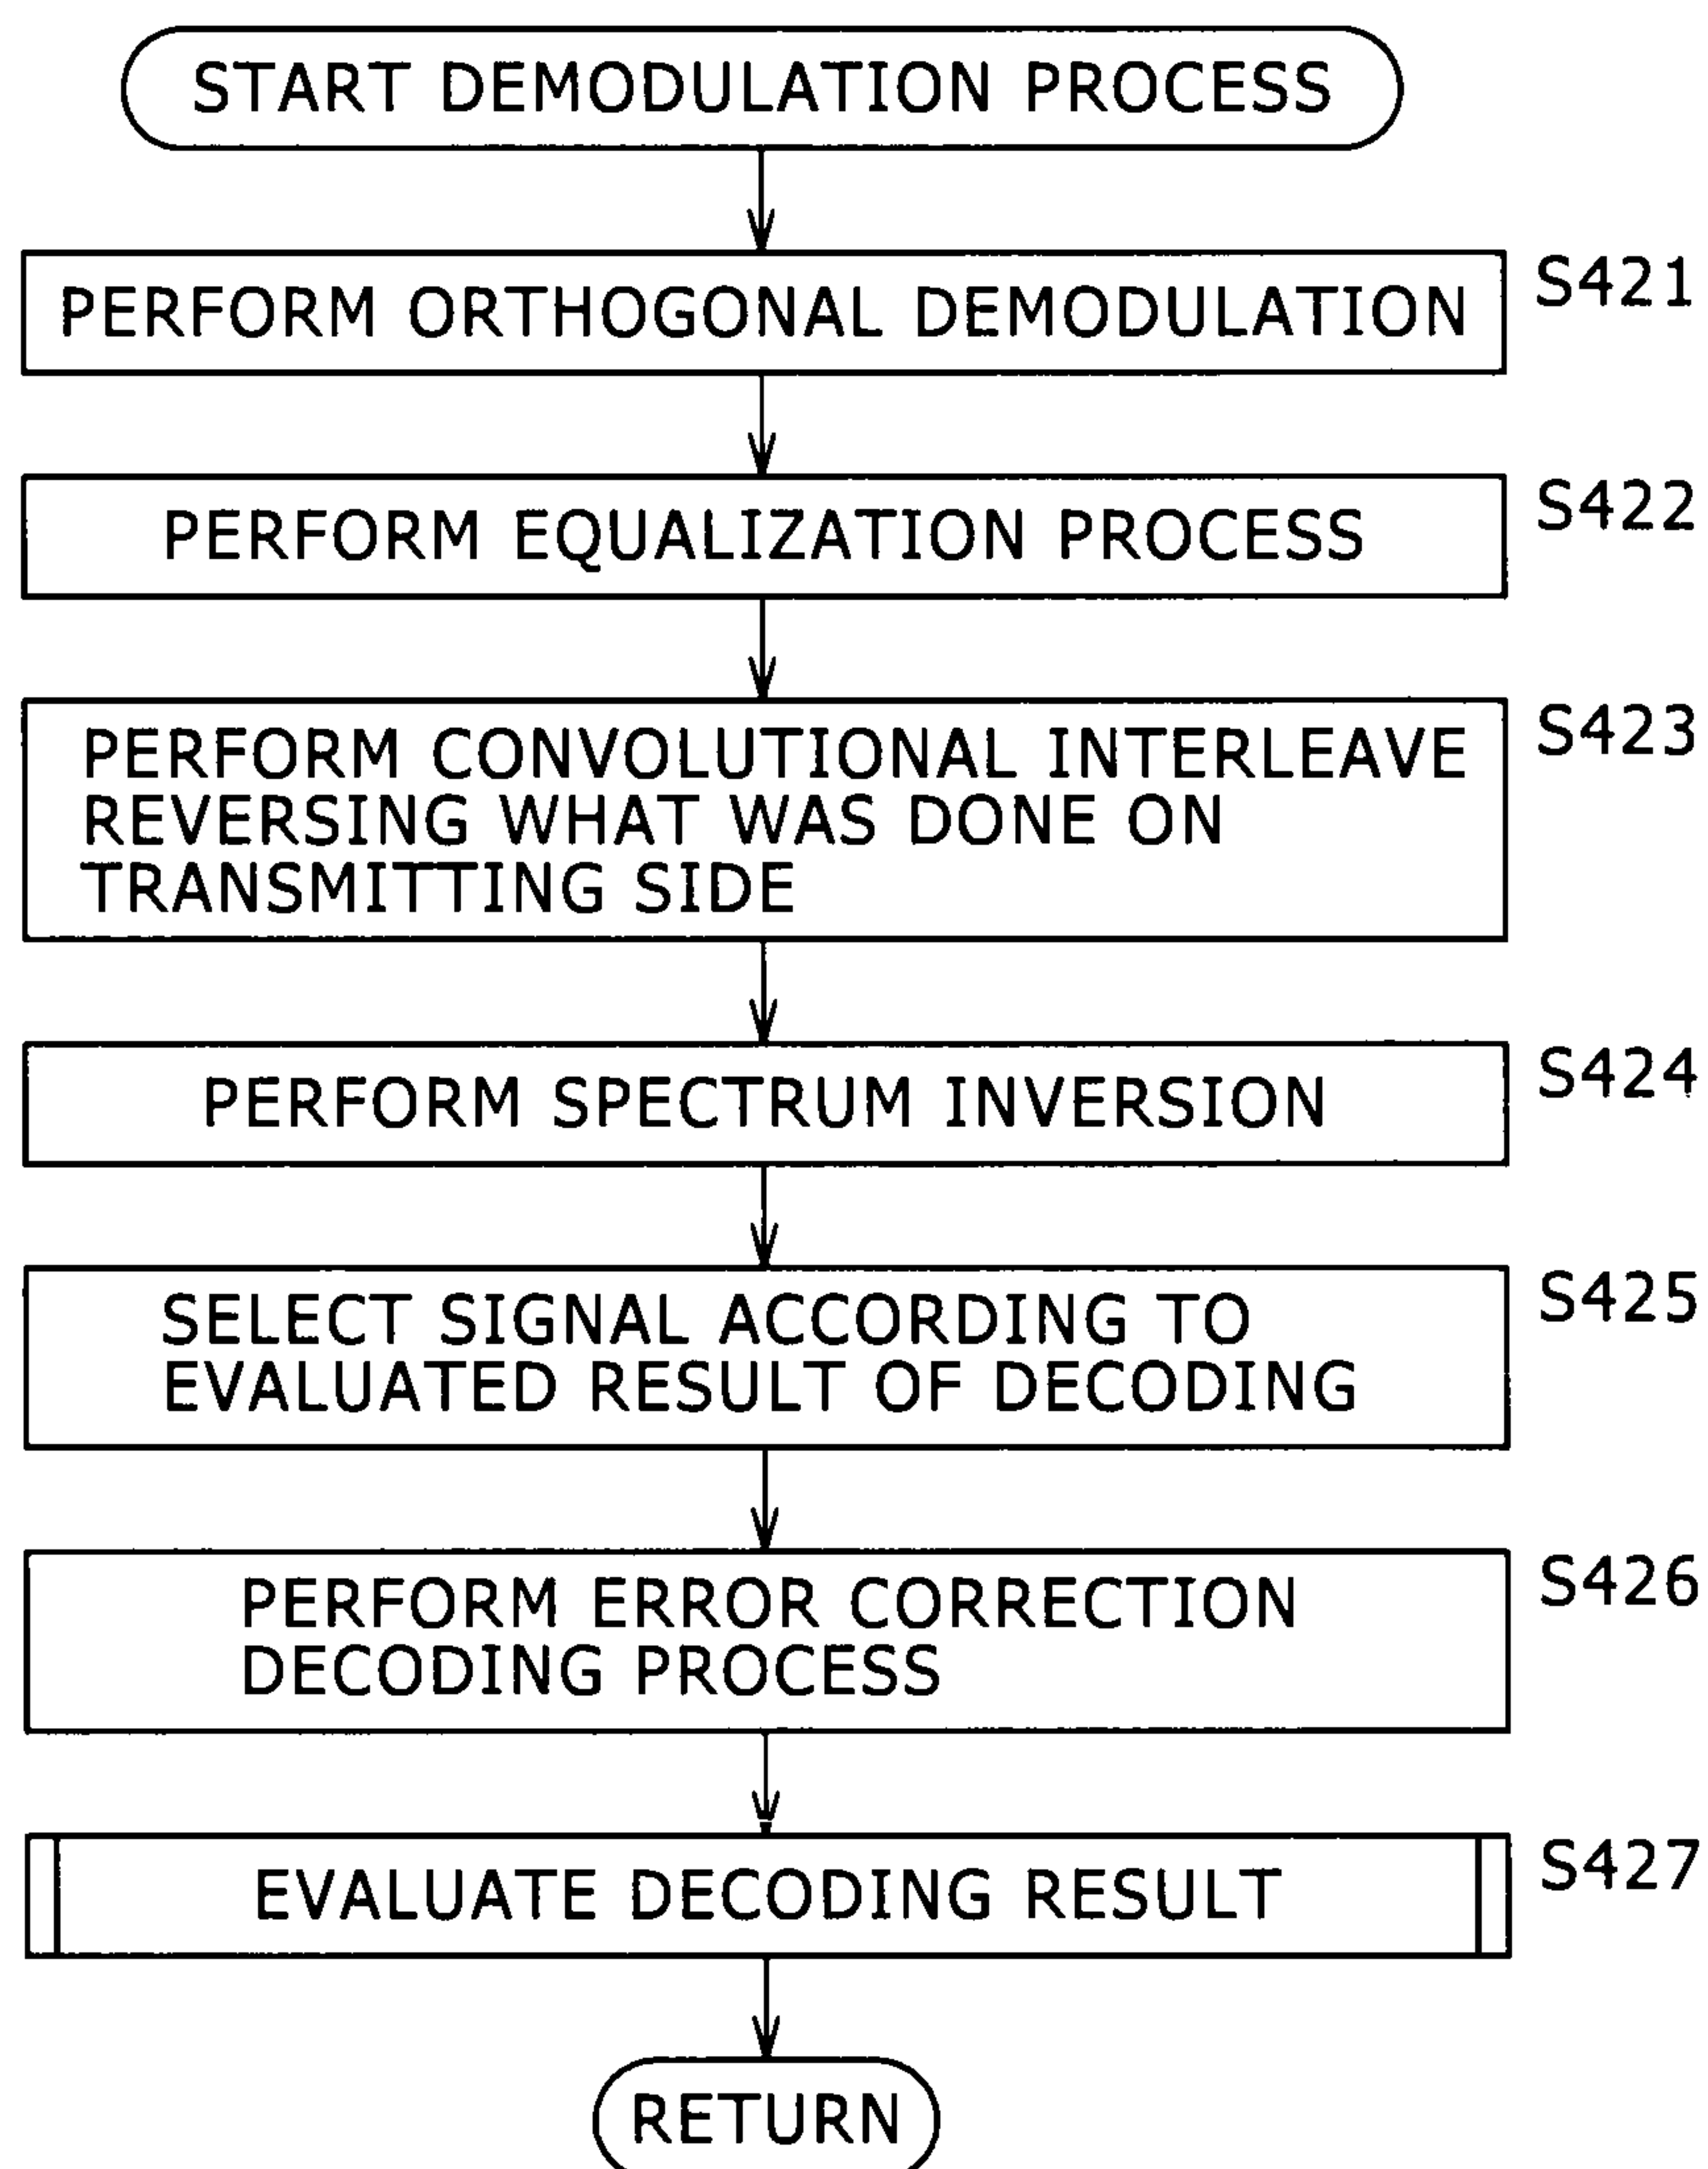 START DEMODULATION PROCESS
PERFORM ORTHOGONAL DEMODULATION
S421
PERFORM EQUALIZATION PROCESS
S422
PERFORM CONVOLUTIONAL INTERLEAVE
REVERSING WHAT WAS DONE ON
TRANSMITTING SIDE
S423
PERFORM SPECTRUM INVERSION
S424
SELECT SIGNAL ACCORDING TO
EVALUATED RESULT OF DECODING
S425
PERFORM ERROR CORRECTION
DECODING PROCESS
S426
EVALUATE DECODING RESULT
S427
RETURN